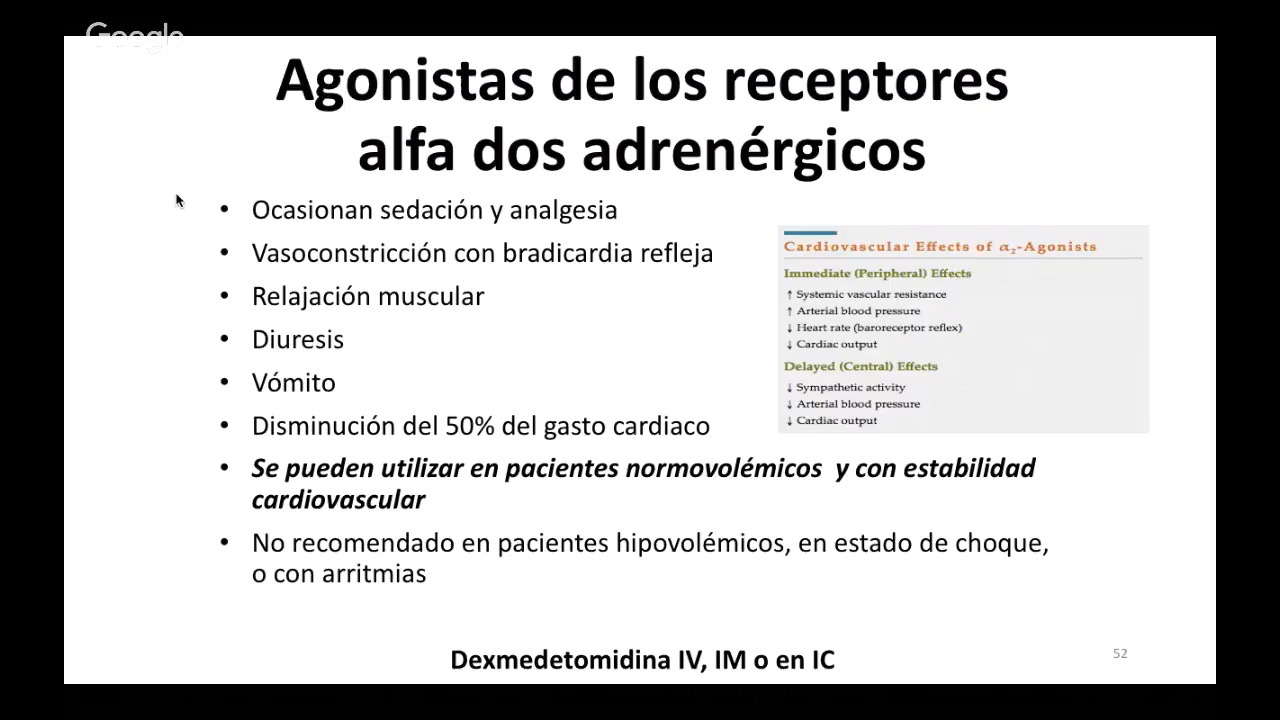 Google
Agonistas de los receptores
alfa dos adrenérgicos
• Ocasionan sedación y analgesia
• Vasoconstricción con bradicardia refleja
• Relajación muscular
• Diuresis
• Vómito
• Disminución del 50% del gasto cardiaco
• Se pueden utilizar en pacientes normovolémicos y con estabilidad
cardiovascular
• No recomendado en pacientes hipovolémicos, en estado de choque,
o con arritmias
Cardiovascular Effects of α₂-Agonists
Immediate (Peripheral) Effects
↑ Systemic vascular resistance
↑ Arterial blood pressure
↓ Heart rate (baroreceptor reflex)
↓ Cardiac output
Delayed (Central) Effects
↓ Sympathetic activity
↓ Arterial blood pressure
↓ Cardiac output
Dexmedetomidina IV, IM o en IC
52